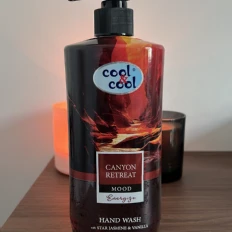 cool &
cool
CANYON
RETREAT
MOOD
Energize
HAND WASH
STAR JASMINE & VANILLA